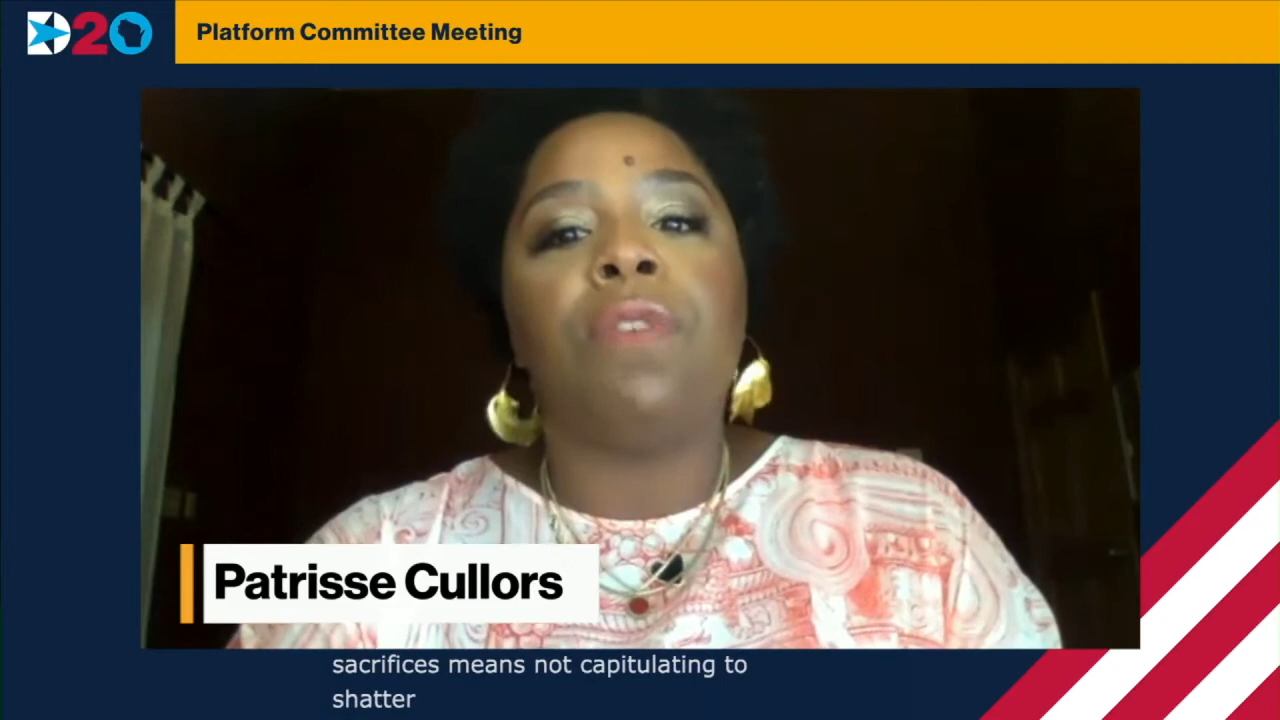 D20
Platform Committee Meeting
Patrisse Cullors
sacrifices means not capitulating to
shatter